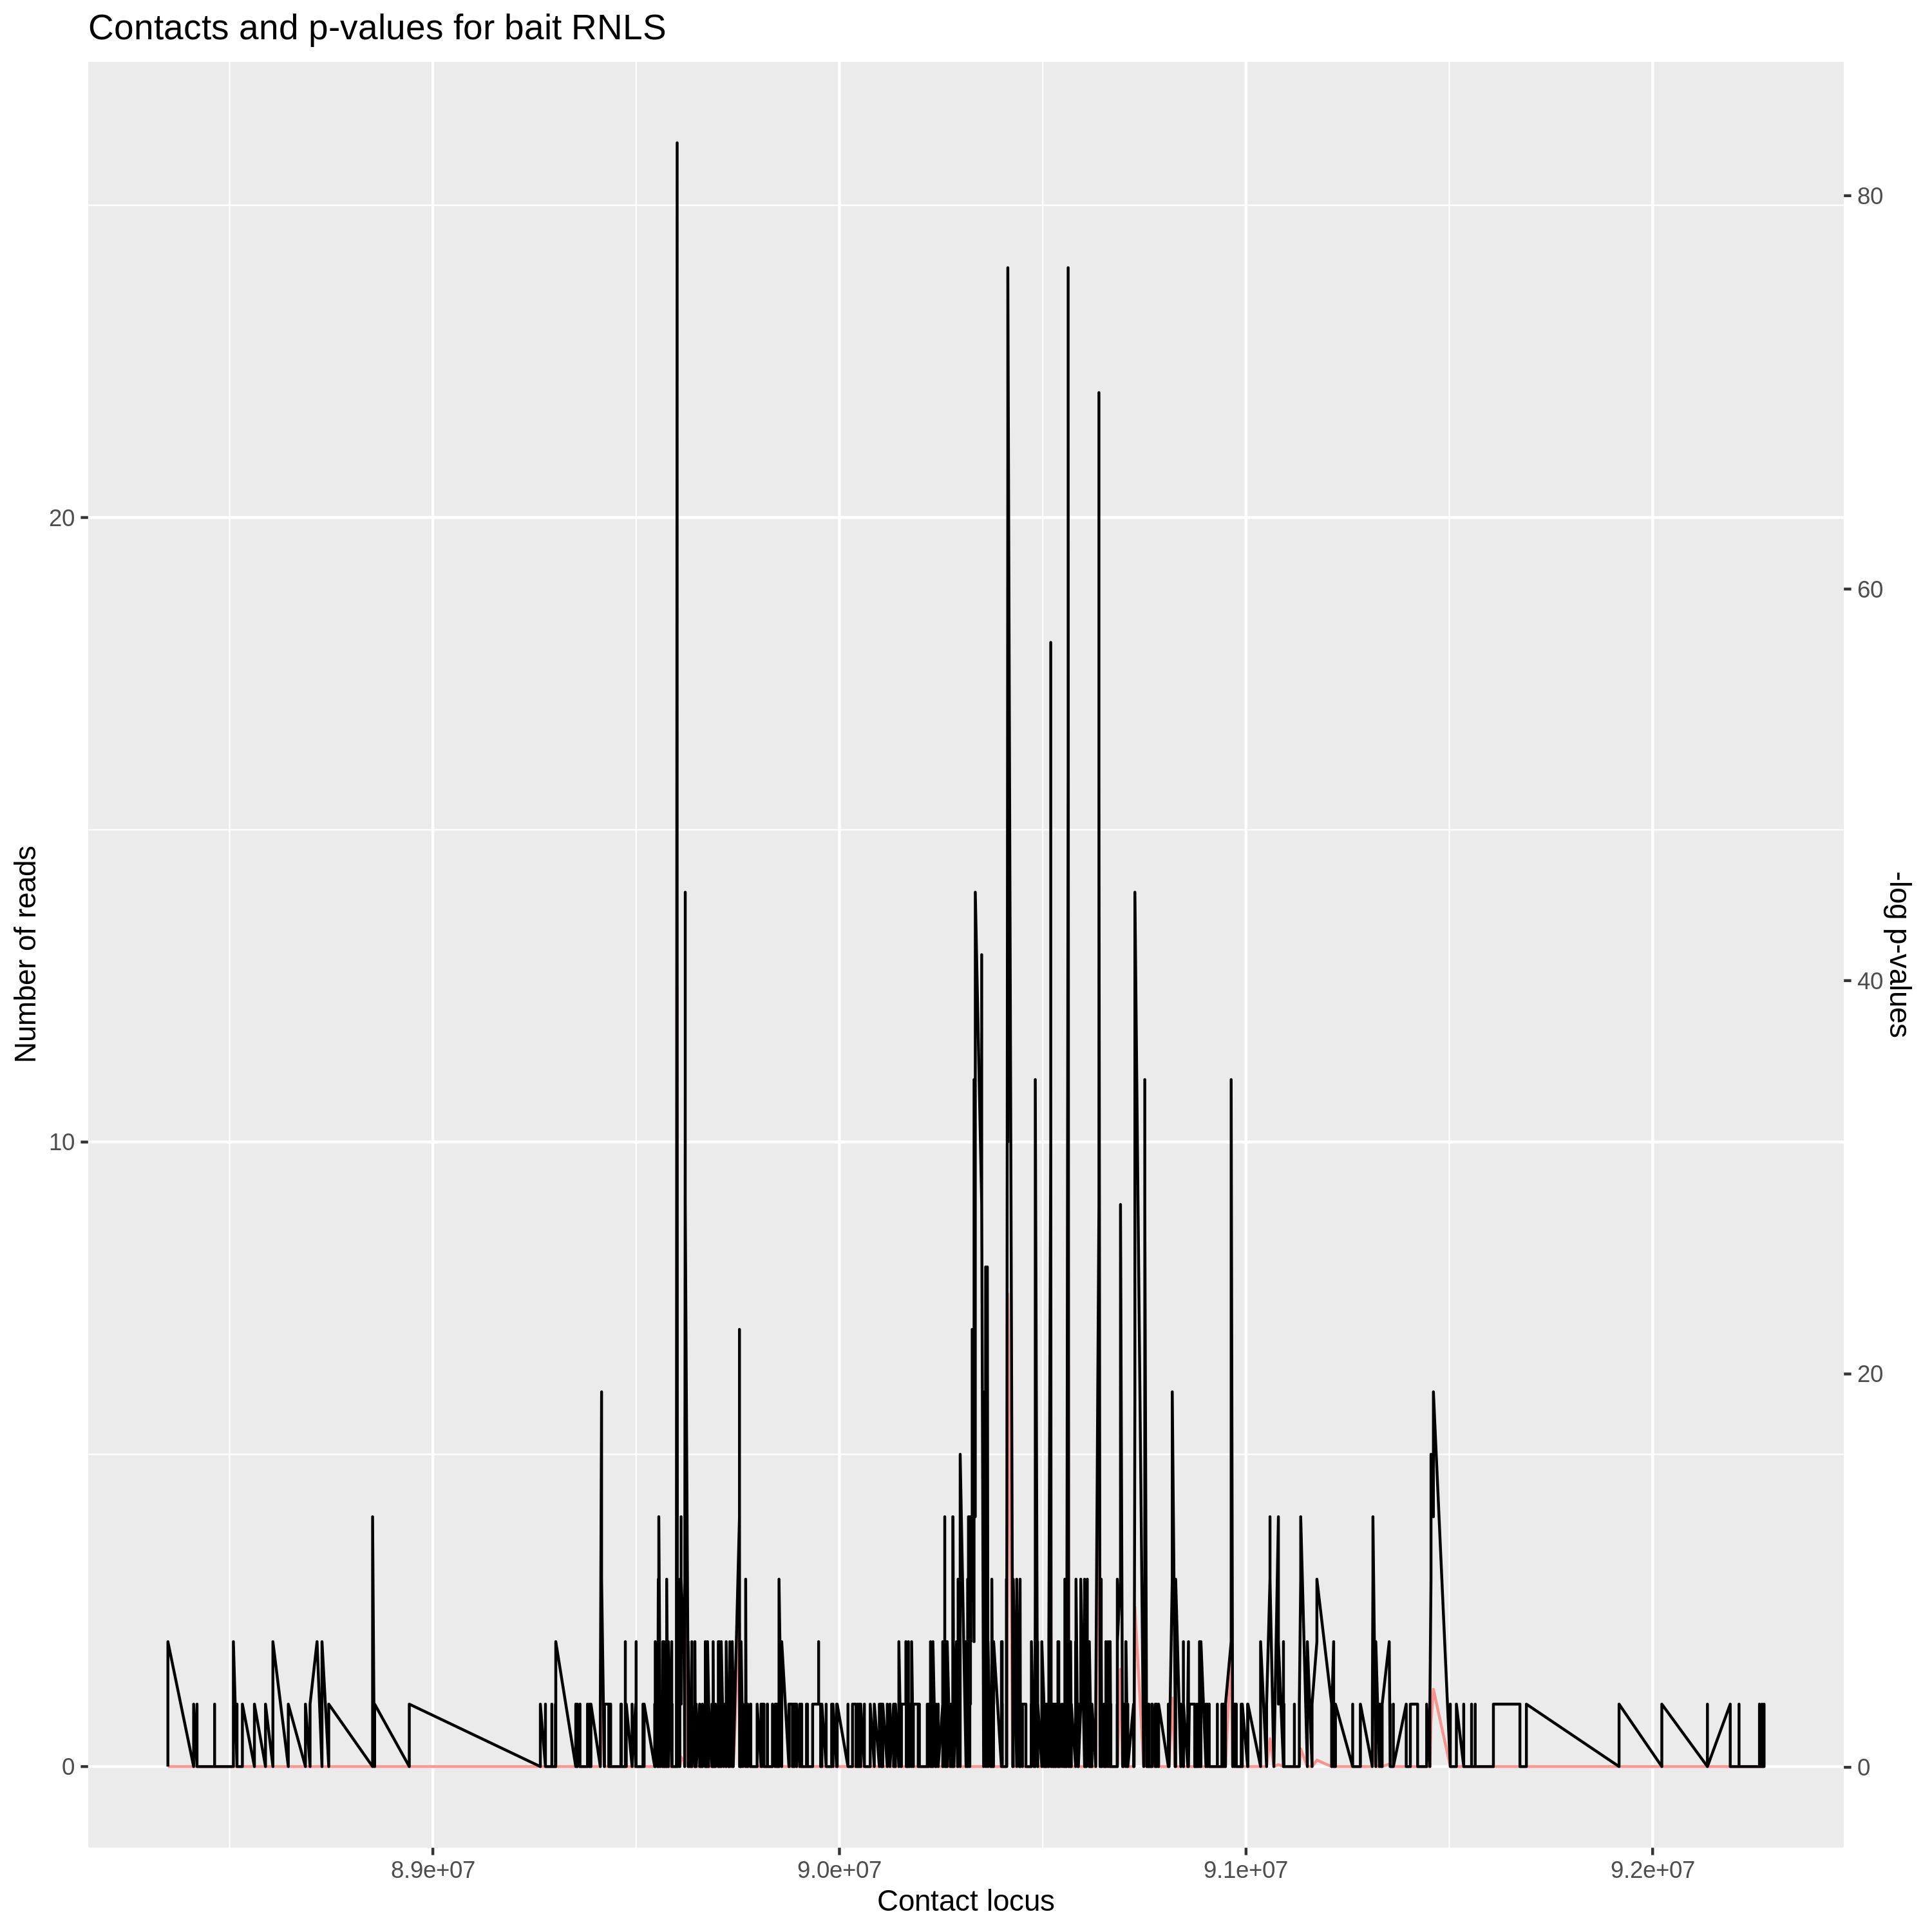 Contacts and p-values for bait RNLS
Number of reads
20
10
0
80
60
40
20
0
-log p-values
8.9e+07 9.0e+07 9.1e+07 9.2e+07
Contact locus